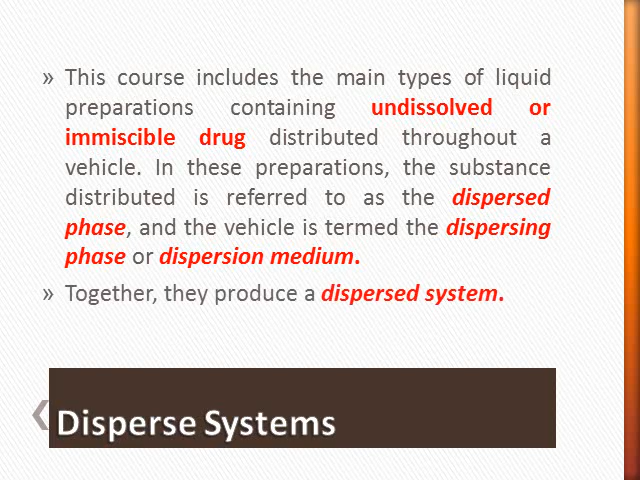 » This course includes the main types of liquid
preparations containing undissolved or
immiscible drug distributed throughout a
vehicle. In these preparations, the substance
distributed is referred to as the dispersed
phase, and the vehicle is termed the dispersing
phase or dispersion medium.
» Together, they produce a dispersed system.
Disperse Systems